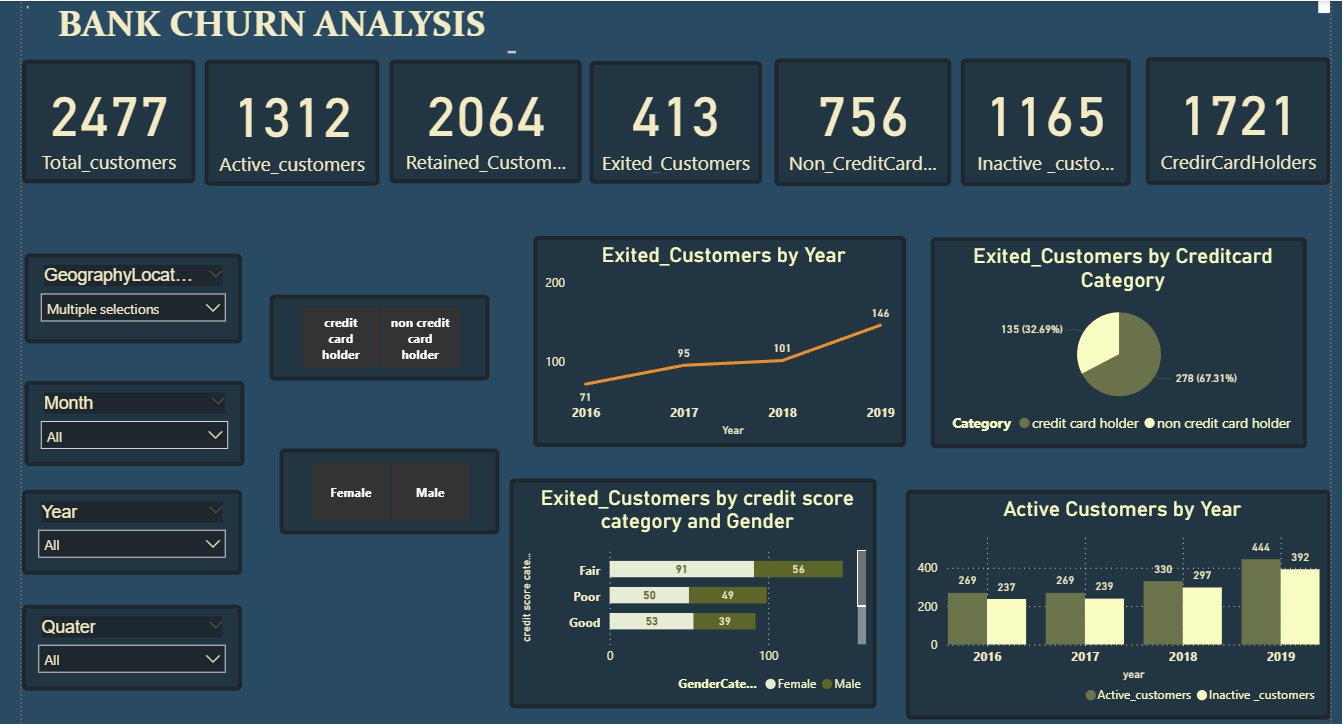 BANK CHURN ANALYSIS
2477
Total_customers
1312
Active_customers
2064
Retained_Custom...
413
Exited_Customers
756
Non_CreditCard...
1165
Inactive _custo...
1721
CredirCardHolders
GeographyLocat...
Multiple selections
Month
All
Year
All
Quater
All
credit
card
holder
non credit
card
holder
Female
Male
Exited_Customers by Year
200
100
71
95
101
146
2016
2017
2018
2019
Year
Exited_Customers by Creditcard
Category
135 (32.69%)
278 (67.31%)
Category
credit card holder
non credit card holder
Exited_Customers by credit score
category and Gender
credit score cate...
Fair
91
56
Poor
50
49
Good
53
39
0
100
GenderCate...
Female
Male
Active Customers by Year
400
200
0
269
237
269
239
330
297
444
392
2016
2017
2018
2019
year
Active_customers
Inactive _customers